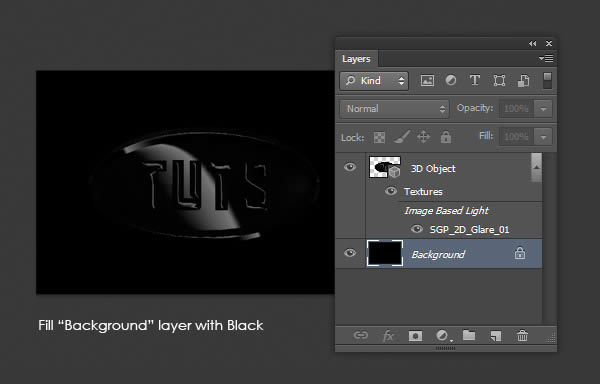 Layers
Kind
Normal
Opacity: 100%
Lock:
Fill: 100%
3D Object
Textures
Image Based Light
SGP_2D_Glare_01
Background
TUTS
Fill “Background” layer with Black
fx